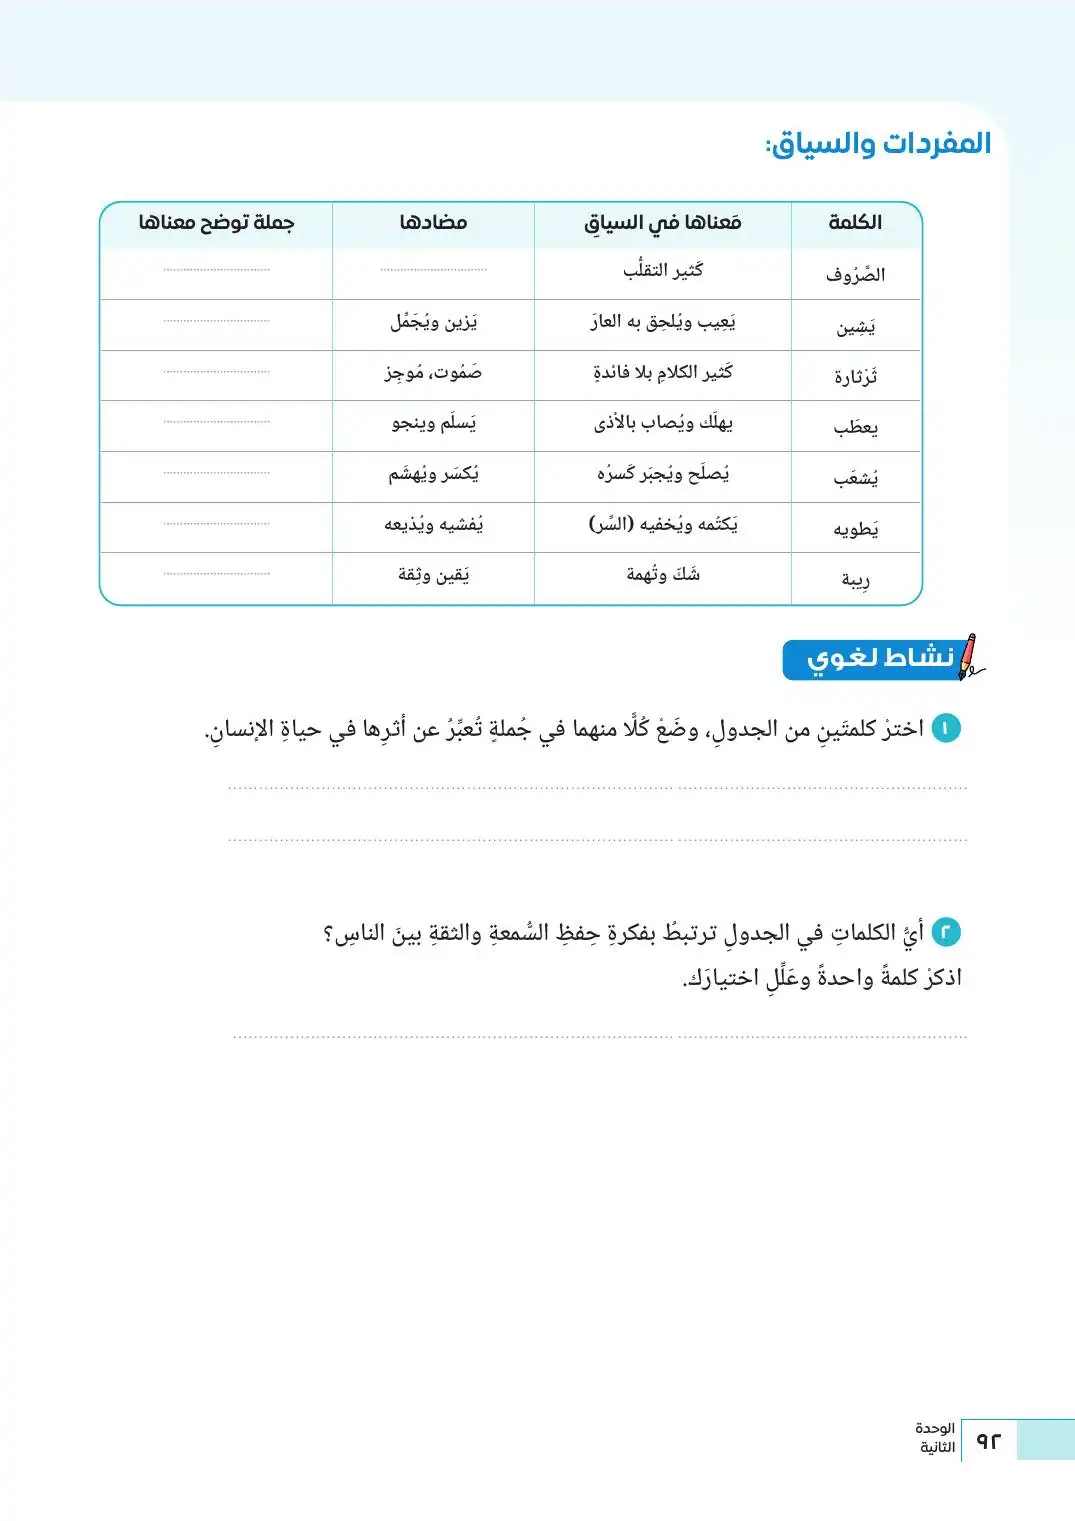 المفردات والسياق:
الكلمة مَعناها في السياقِ مضادها جملة توضح معناها
الصَّرُوف كَثير التقلُّب
يَشِين يَعِيب ويُلحِق به العارَ يَزين ويُجَمِّل
ثَرْثارة كَثير الكلامِ بلا فائدةٍ صَمُوت، مُوجِز
يعطَب يهلَك ويُصاب بالأذى يَسلَم وينجو
يُشعَب يُصلَح ويُجبَر كَسرُه يُكسَر ويُهشَم
يَطويه يَكتُمه ويُخفيه (السِّر) يُفشيه ويُذيعه
رِيبة شَكّ وتُهمة يَقين وثِقة
نشاط لغوي
١ اخترْ كلمتَينِ من الجدولِ، وضَعْ كُلًّا منهما في جُملةٍ تُعبِّرُ عن أثرِها في حياةِ الإنسانِ.
٢ أيُّ الكلماتِ في الجدولِ ترتبطُ بفكرةِ حِفظِ السُّمعةِ والثقةِ بينَ الناسِ؟
اذكرْ كلمةً واحدةً وعَلِّلِ اختيارَك.
٩٢ الوحدة
الثانية